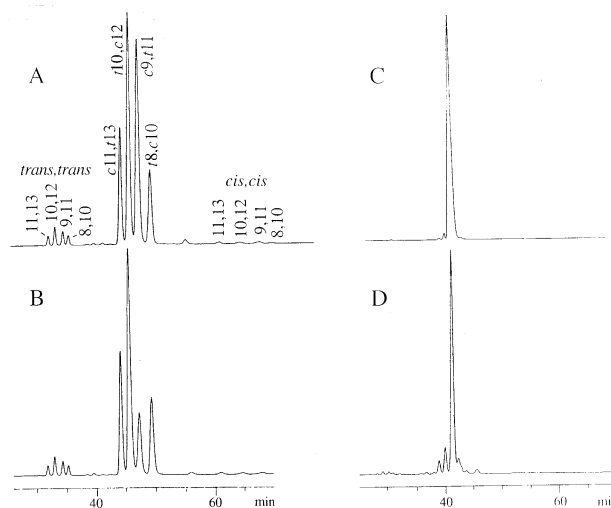 A
t10,c12
c9,t11
c11,t13
t8,c10
trans,trans
11,13
10,12
9,11
8,10
cis,cis
11,13
10,12
9,11
8,10
C
B
D
40
60
min
40
60